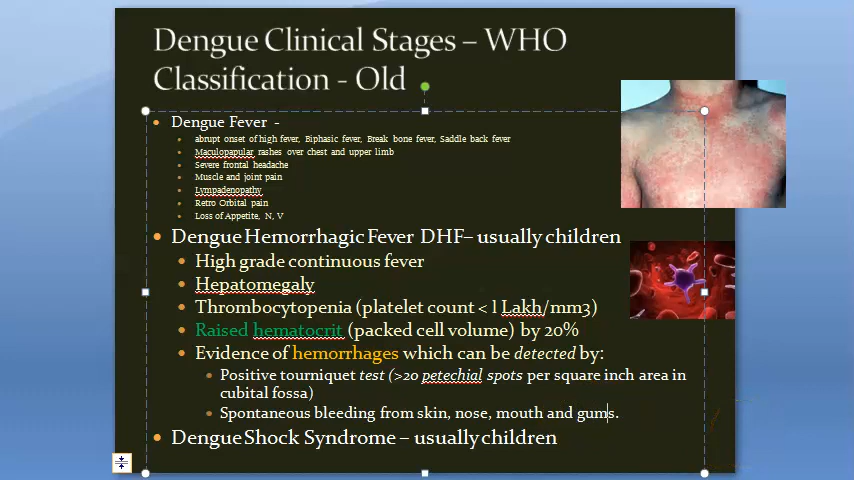 Dengue Clinical Stages – WHO
Classification - Old
Dengue Fever -
abrupt onset of high fever, Biphasic fever, Break bone fever, Saddle back fever
Maculopapular rashes over chest and upper limb
Severe frontal headache
Muscle and joint pain
Lympadenopathy
Retro Orbital pain
Loss of Appetite, N, V
Dengue Hemorrhagic Fever DHF– usually children
High grade continuous fever
Hepatomegaly
Thrombocytopenia (platelet count < 1 Lakh/mm3)
Raised hematocrit (packed cell volume) by 20%
Evidence of hemorrhages which can be detected by:
Positive tourniquet test (>20 petechial spots per square inch area in
cubital fossa)
Spontaneous bleeding from skin, nose, mouth and gums.
Dengue Shock Syndrome – usually children